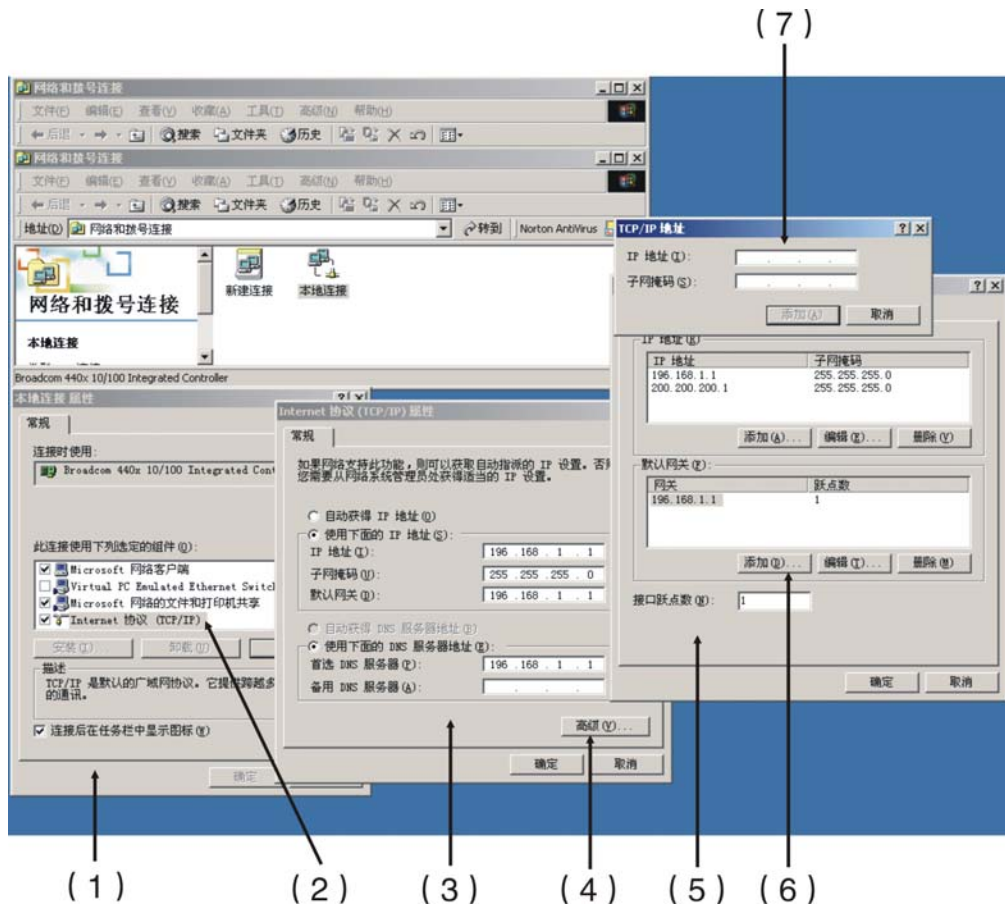 (7)
网络和拨号连接
文件(F) 编辑(E) 查看(V) 收藏(A) 工具(T) 高级(N) 帮助(H)
后退 搜索 文件夹 历史
网络和拨号连接
文件(F) 编辑(E) 查看(V) 收藏(A) 工具(T) 高级(N) 帮助(H)
后退 搜索 文件夹 历史
地址(D) 网络和拨号连接 转到 Norton AntiVirus
网络和拨号连接
本地连接
新建连接 本地连接
Broadcom 440x 10/100 Integrated Controller
本地连接 属性
常规
连接时使用:
Broadcom 440x 10/100 Integrated Cont
此连接使用下列选定的组件(O):
Microsoft 网络客户端
Virtual PC Emulated Ethernet Switc
Microsoft 网络的文件和打印机共享
Internet 协议 (TCP/IP)
安装(I)... 卸载(U)
描述
TCP/IP 是默认的广域网协议。它提供跨越多
的通讯。
连接后在任务栏中显示图标(W)
确定
Internet 协议 (TCP/IP) 属性
常规
如果网络支持此功能，则可以获取自动指派的 IP 设置。否则
您需要从网络系统管理员处获得适当的 IP 设置。
自动获得 IP 地址(O)
使用下面的 IP 地址(S):
IP 地址(I): 196 .168 . 1 . 1
子网掩码(U): 255 .255 .255 . 0
默认网关(D): 196 .168 . 1 . 1
自动获得 DNS 服务器地址(B)
使用下面的 DNS 服务器地址(E):
首选 DNS 服务器(P): 196 .168 . 1 . 1
备用 DNS 服务器(A):
高级(V)...
确定 取消
TCP/IP 地址
IP 地址(I):
子网掩码(S):
添加(A) 取消
IP 地址(R)
IP 地址 子网掩码
196.168.1.1 255.255.255.0
200.200.200.1 255.255.255.0
添加(A)... 编辑(E)... 删除(V)
默认网关(F):
网关 跃点数
196.168.1.1 1
添加(D)... 编辑(T)... 删除(M)
接口跃点数(N): 1
确定 取消
(1) (2) (3) (4) (5) (6)